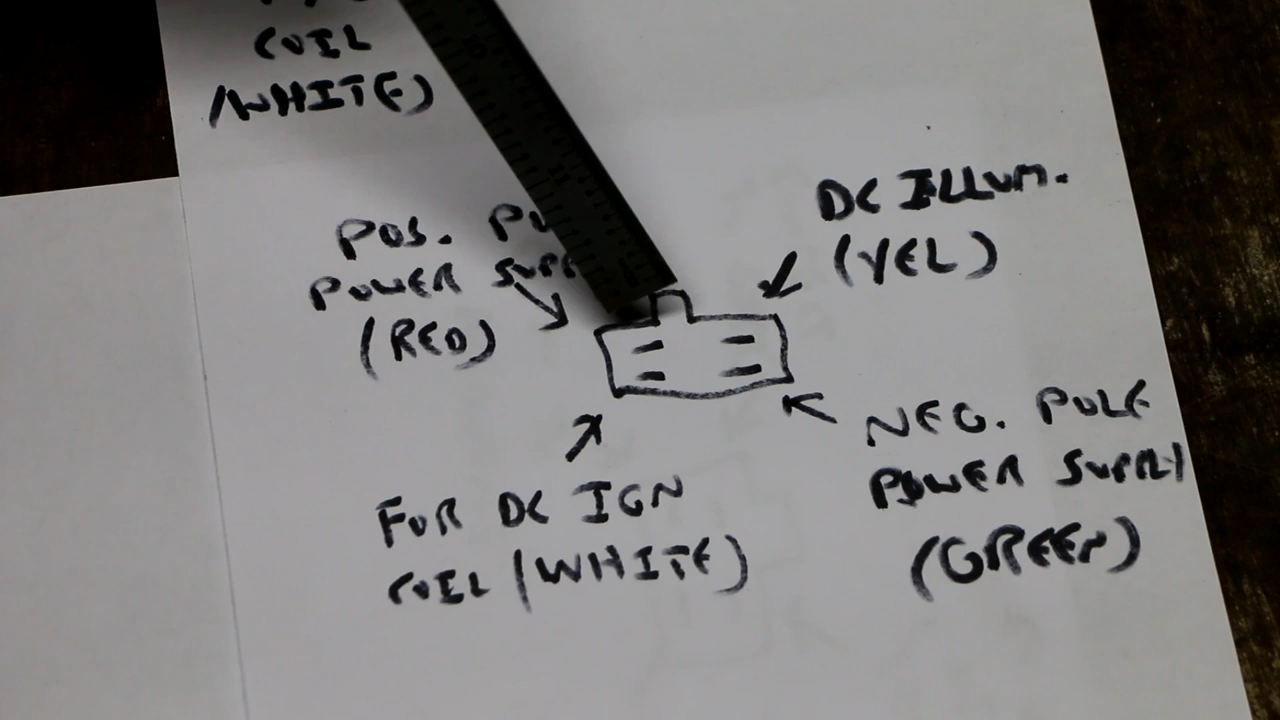 COIL
/WHITE)
POS.
POWER
(RED)
DC ILLUM.
(YEL)
NEG. POLE
POWER SUPPLY
(GREEN)
FOR DC IGN
COIL (WHITE)